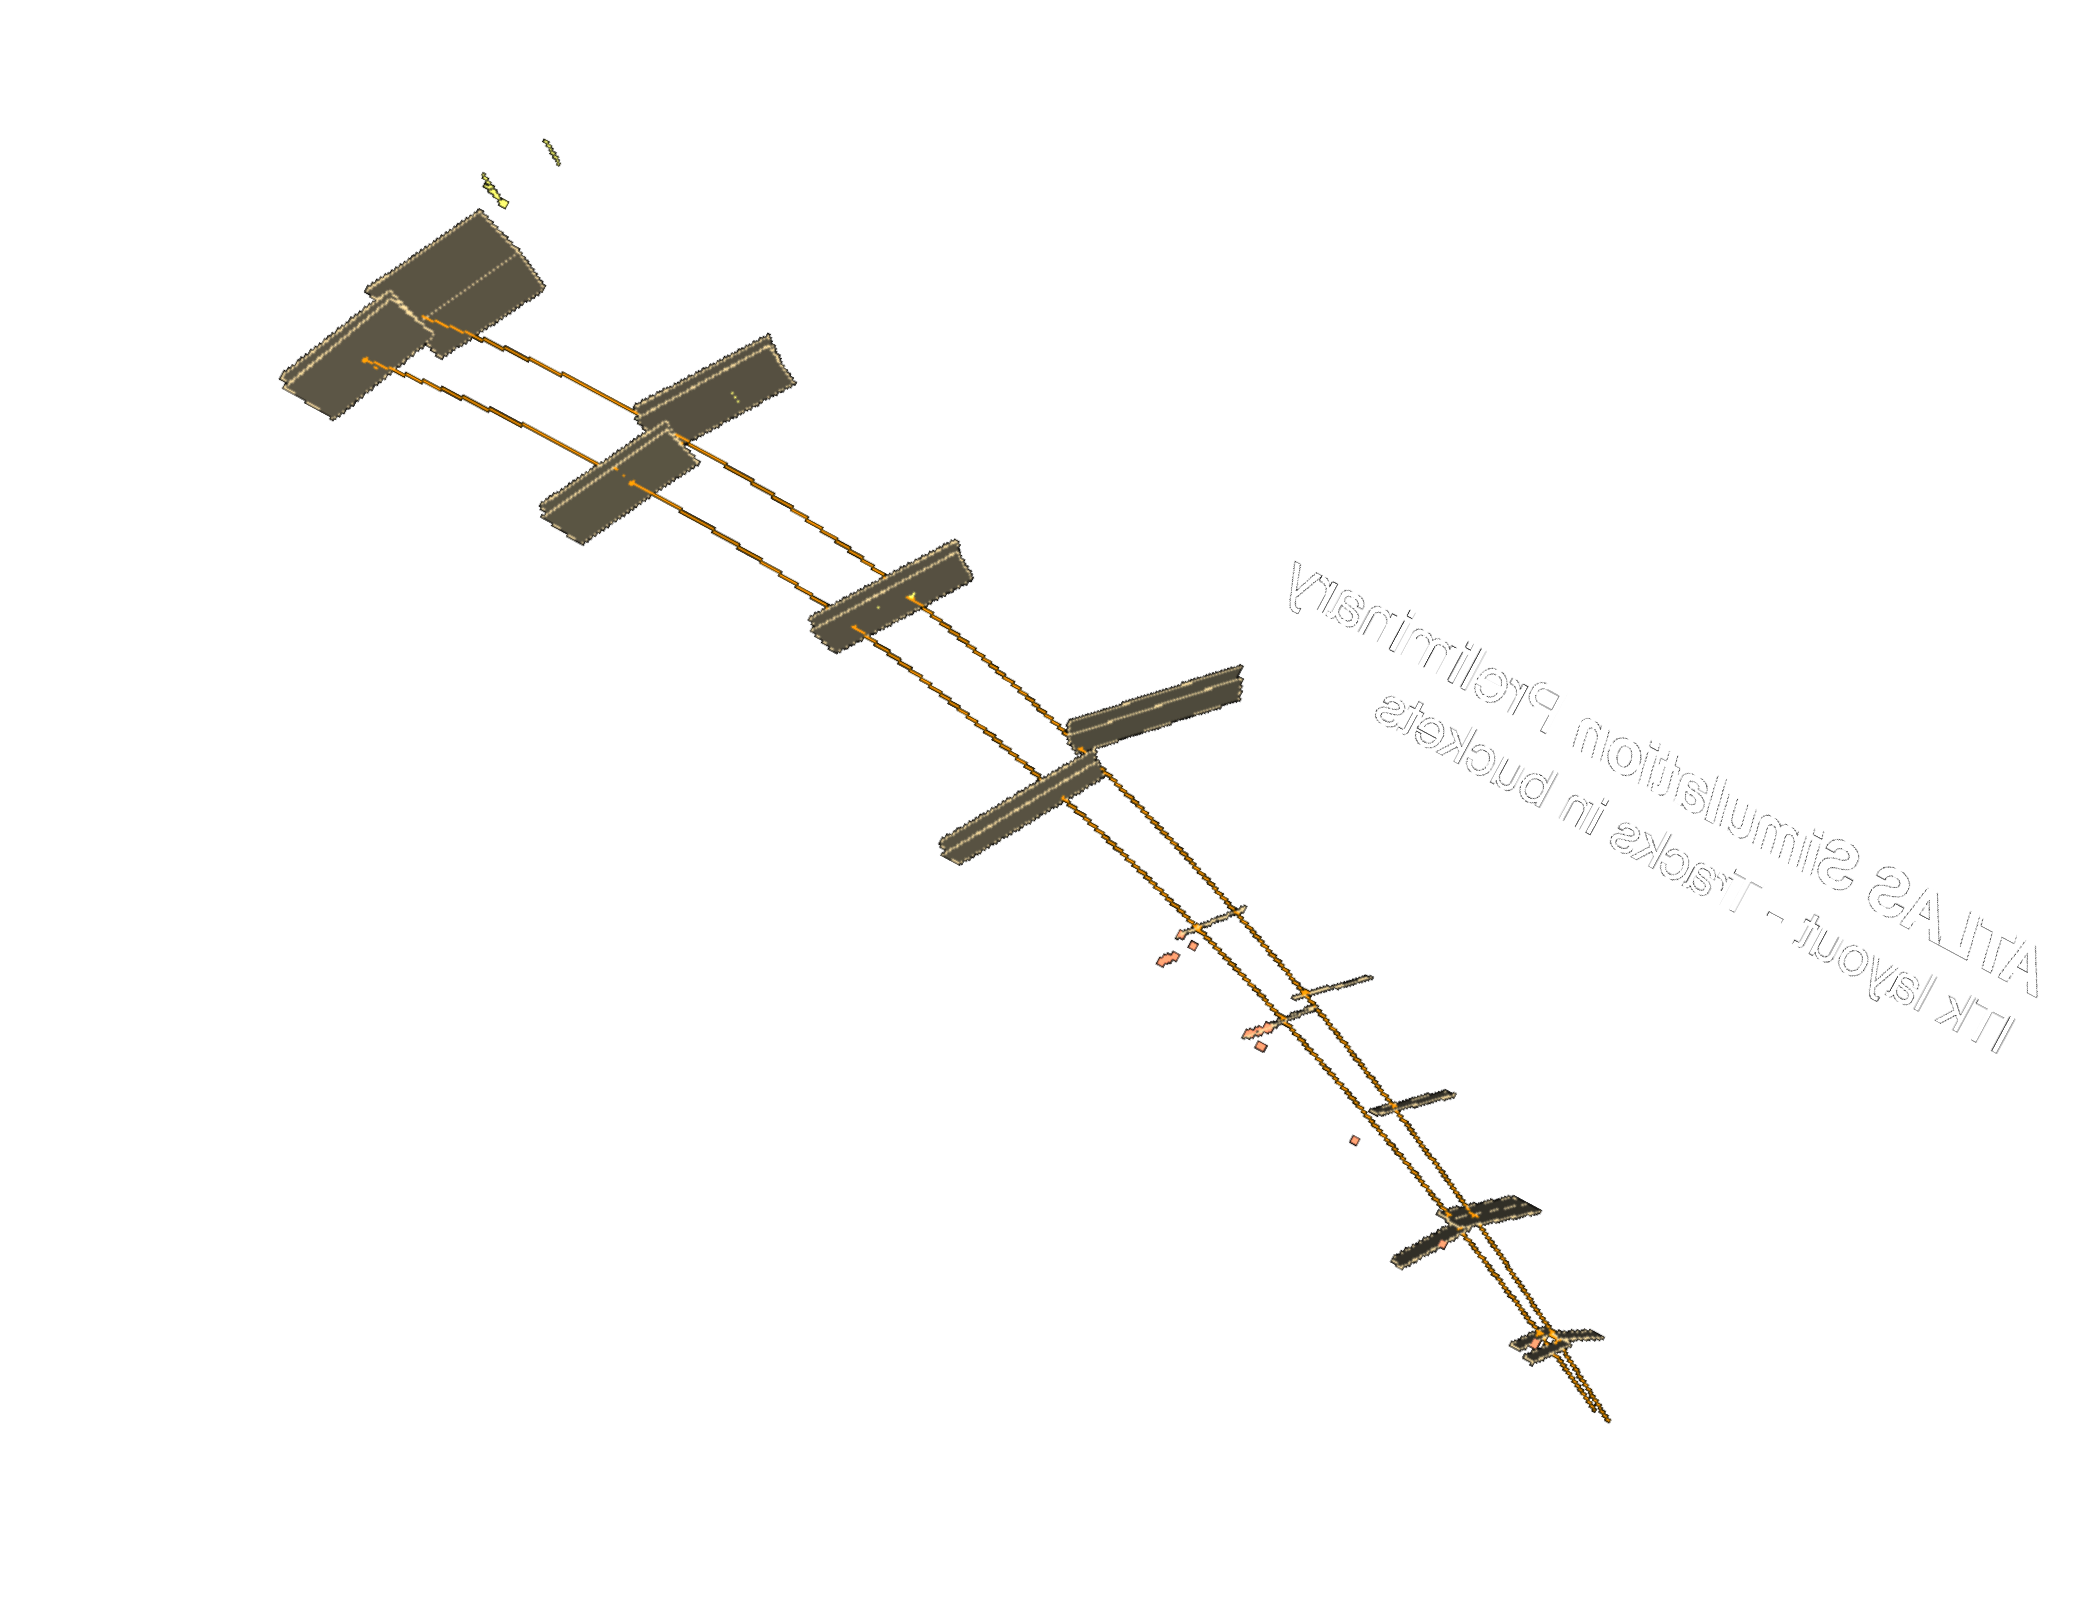 ATLAS Simulation Preliminary
ITk layout - Tracks in buckets